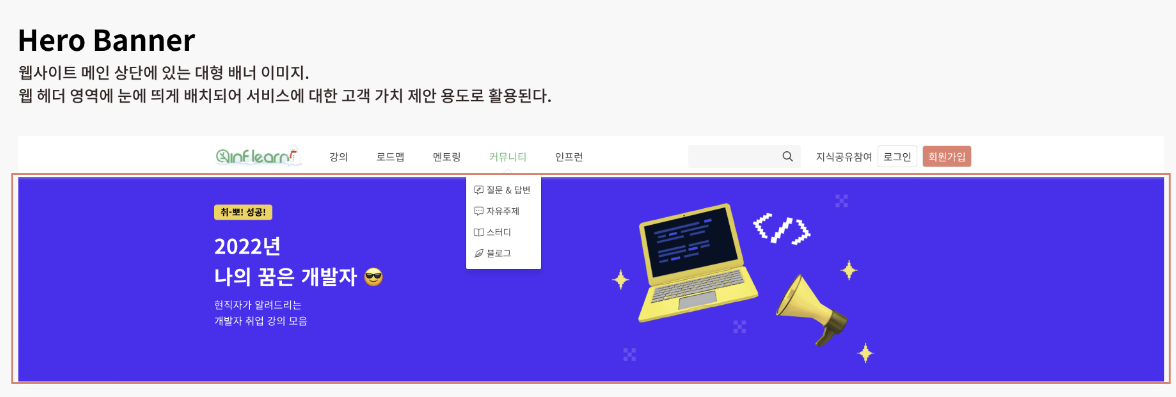 Hero Banner
웹사이트 메인 상단에 있는 대형 배너 이미지.
웹 헤더 영역에 눈에 띄게 배치되어 서비스에 대한 고객 가치 제안 용도로 활용된다.
inflearn 강의 로드맵 멘토링 커뮤니티 인프런 지식공유참여 로그인 회원가입
질문 & 답변
자유주제
스터디
블로그
취-뽀! 성공!
2022년
나의 꿈은 개발자 😎
현직자가 알려드리는
개발자 취업 강의 모음
<//>